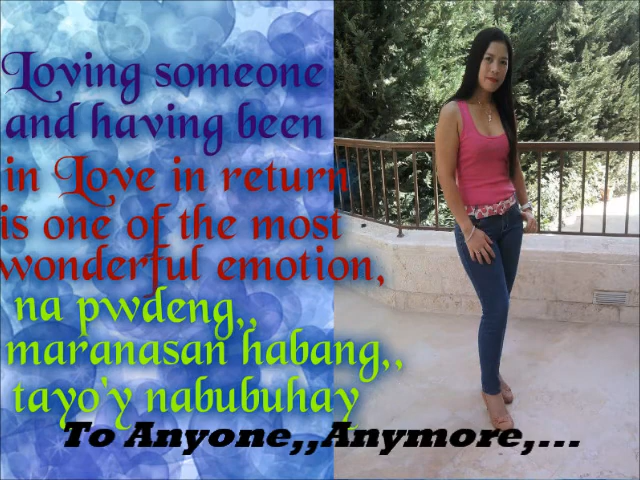 Loving someone
and having been
in Love in return
is one of the most
wonderful emotion,
na pwdeng,,
maranasan habang,,
tayo'y nabubuhay
To Anyone,,Anymore,...